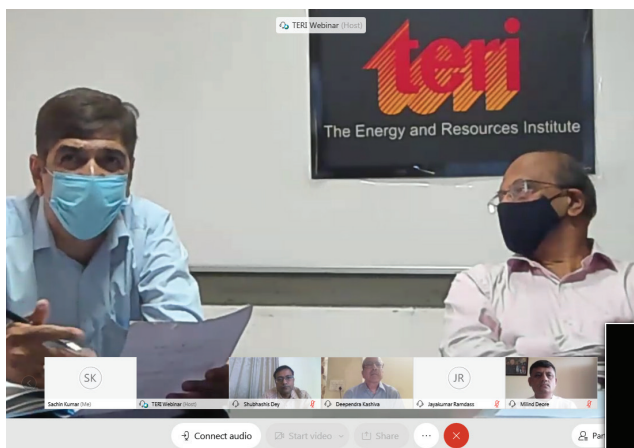 TERI Webinar (Host)
teri
The Energy and Resources Institute
SK
JR
Sachin Kumar (Me)
TERI Webinar (Host)
Shubhashis Dey
Deependra Kashiva
Jayakumar Ramdass
Milind Deore
Connect audio
Start video
Share
Par